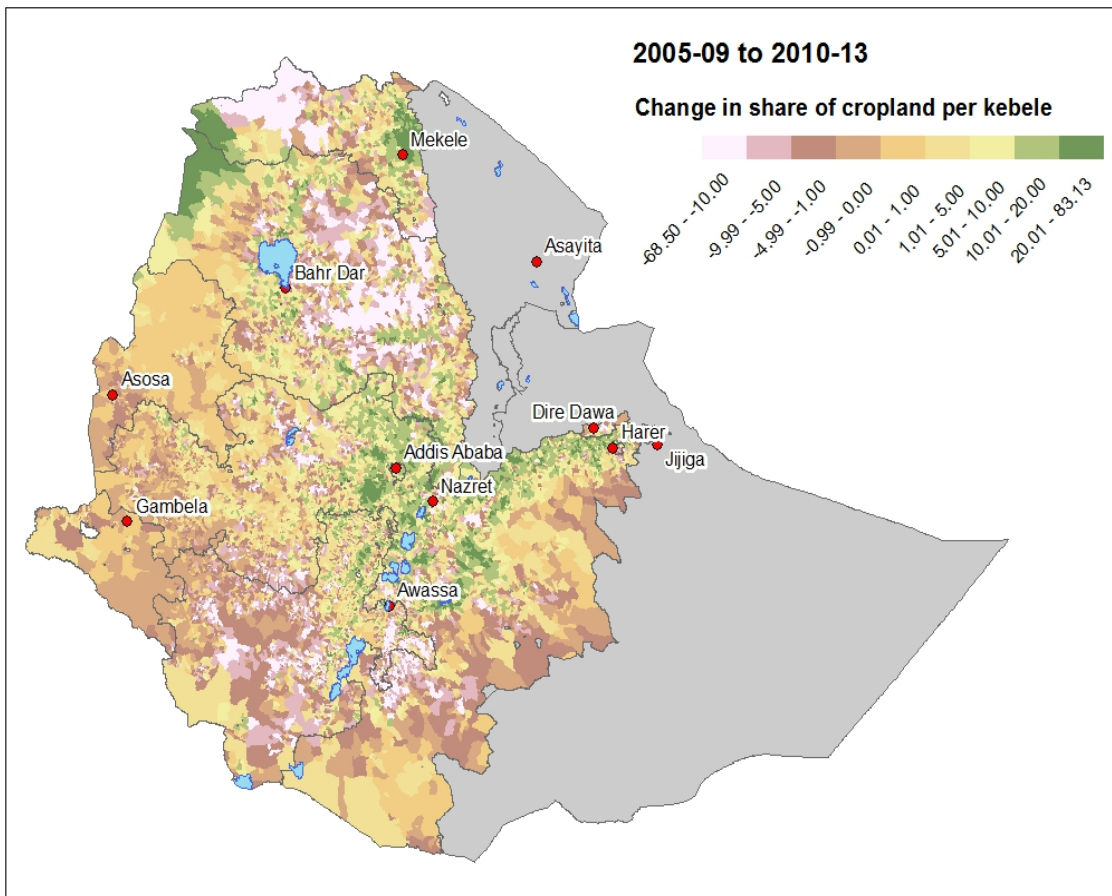 2005-09 to 2010-13
Change in share of cropland per kebele
-68.50 - -10.00
-9.99 - -5.00
-4.99 - -1.00
-0.99 - 0.00
0.01 - 1.00
1.01 - 5.00
5.01 - 10.00
10.01 - 20.00
20.01 - 83.13
Mekele
Asayita
Bahr Dar
Asosa
Dire Dawa
Harer
Jijiga
Addis Ababa
Nazret
Gambela
Awassa